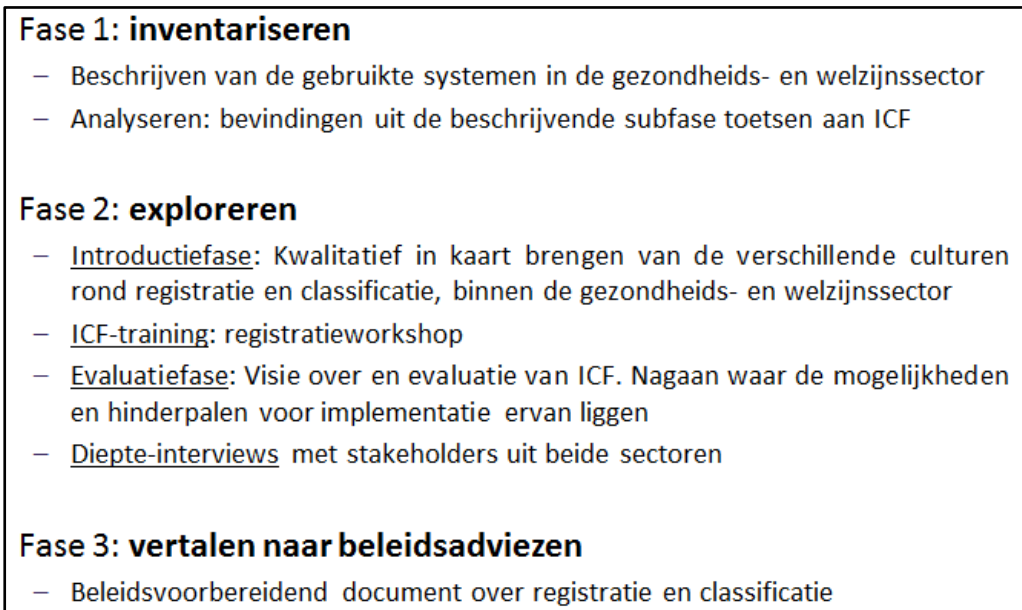 Fase 1: inventariseren
– Beschrijven van de gebruikte systemen in de gezondheids- en welzijnssector
– Analyseren: bevindingen uit de beschrijvende subfase toetsen aan ICF
Fase 2: exploreren
– Introductiefase: Kwalitatief in kaart brengen van de verschillende culturen
rond registratie en classificatie, binnen de gezondheids- en welzijnssector
– ICF-training: registratieworkshop
– Evaluatiefase: Visie over en evaluatie van ICF. Nagaan waar de mogelijkheden
en hinderpalen voor implementatie ervan liggen
– Diepte-interviews met stakeholders uit beide sectoren
Fase 3: vertalen naar beleidsadviezen
– Beleidsvoorbereidend document over registratie en classificatie